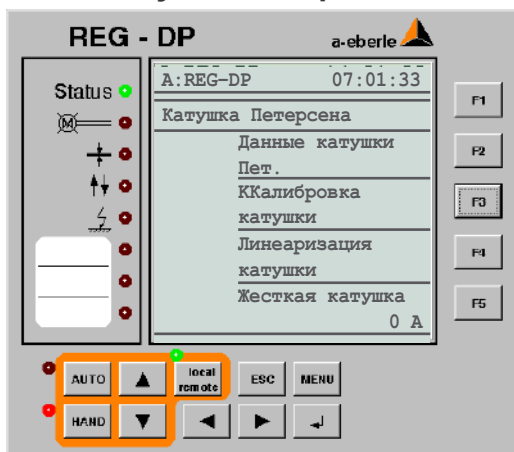 REG - DP
a-eberle
Status
A:REG-DP 07:01:33
Катушка Петерсена
Данные катушки
Пет.
ККалибровка
катушки
Линеаризация
катушки
Жесткая катушка
0 A
F1
F2
F3
F4
F5
M
AUTO
local
remote
ESC
MENU
HAND